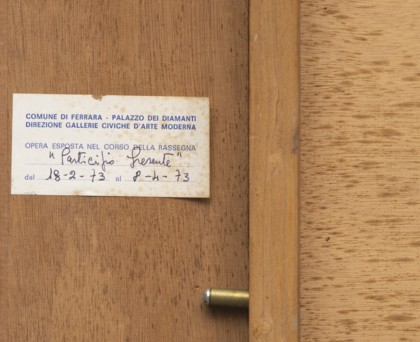 COMUNE DI FERRARA - PALAZZO DEI DIAMANTI
DIREZIONE GALLERIE CIVICHE D'ARTE MODERNA
OPERA ESPOSTA NEL CORSO DELLA RASSEGNA
"Participio Presente"
dal 18-2-73 al 8-4-73